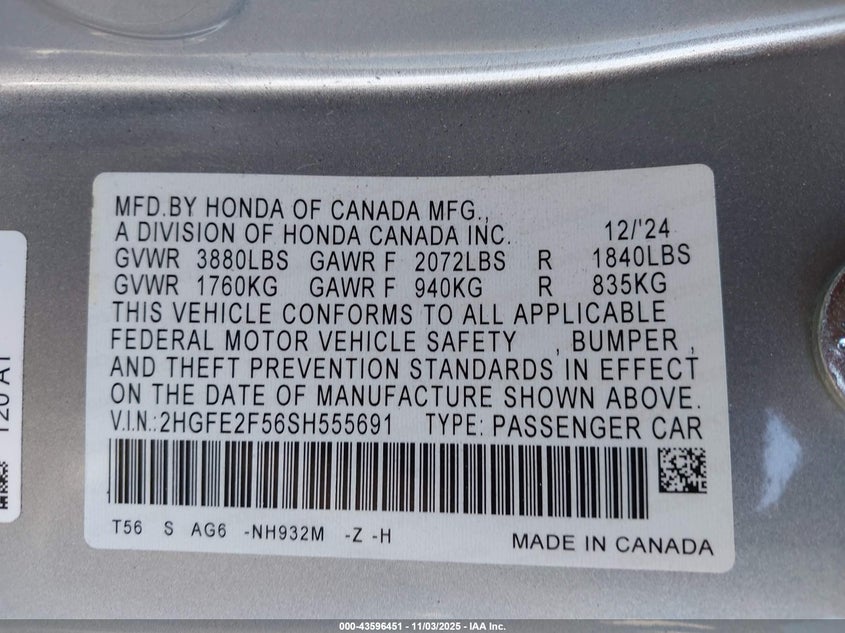 MFD.BY HONDA OF CANADA MFG.,
A DIVISION OF HONDA CANADA INC. 12/'24
GVWR 3880LBS GAWR F 2072LBS R 1840LBS
GVWR 1760KG GAWR F 940KG R 835KG
THIS VEHICLE CONFORMS TO ALL APPLICABLE
FEDERAL MOTOR VEHICLE SAFETY , BUMPER ,
AND THEFT PREVENTION STANDARDS IN EFFECT
ON THE DATE OF MANUFACTURE SHOWN ABOVE.
V.I.N.:2HGFE2F56SH555691 TYPE: PASSENGER CAR
T56 S AG6 -NH932M -Z -H
MADE IN CANADA
000-43596451 - 11/03/2025 - IAA Inc.